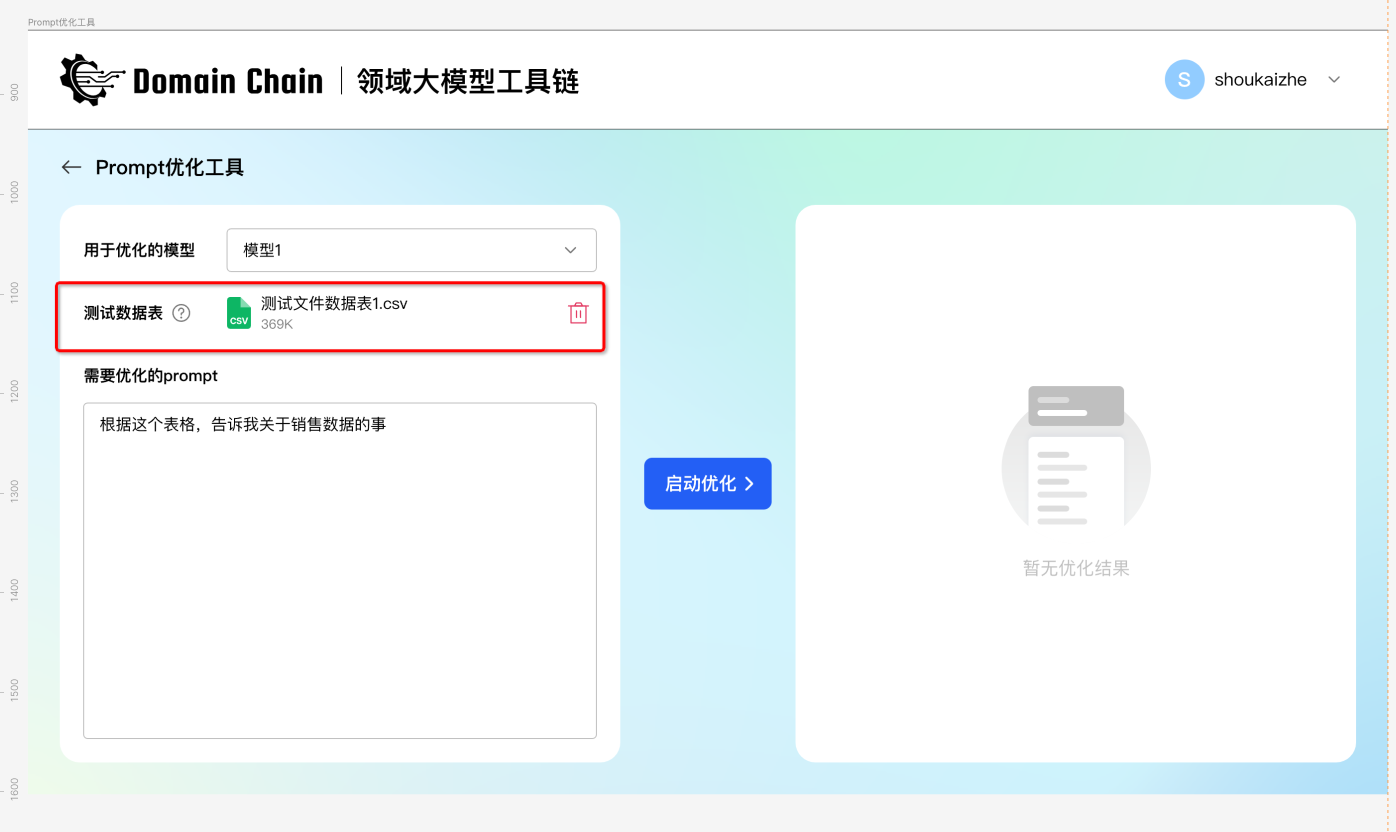 Prompt优化工具
Domain Chain 领域大模型工具链
S shoukaizhe
Prompt优化工具
用于优化的模型 模型1
测试数据表 ? CSV 测试文件数据表1.csv
369K
需要优化的prompt
根据这个表格，告诉我关于销售数据的事
启动优化
暂无优化结果
900
1000
1100
1200
1300
1400
1500
1600